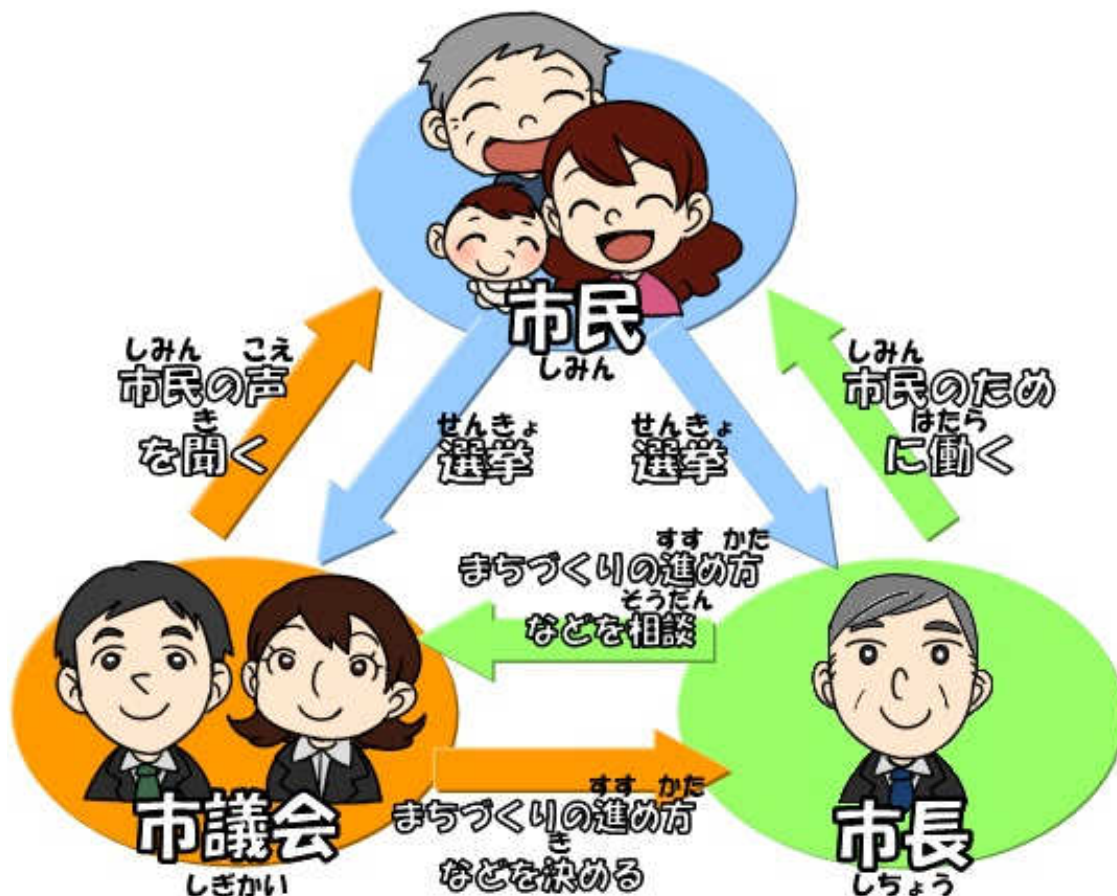 市民
しみん
しみん こえ
市民の声
き
を聞く
せんきょ
選挙
せんきょ
選挙
しみん
市民のため
はたら
に働く
すす かた
まちづくりの進め方
そうだん
などを相談
すす かた
まちづくりの進め方
き
などを決める
市議会
しぎかい
市長
しちょう